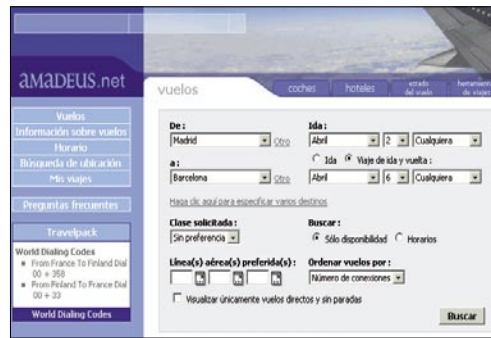 AMADEUS.net
vuelos
coches
hoteles
estado del vuelo
herramientas de viajes
Vuelos
Información sobre vuelos
Horario
Búsqueda de ubicación
Mis viajes
Preguntas frecuentes
Travelpack
World Dialing Codes
From France To Finland Dial
00 + 358
From Finland To France Dial
00 + 33
World Dialing Codes
De :
Madrid
Otro
a :
Barcelona
Otro
Ida :
Abril 2 Cualquiera
Ida Viaje de ida y vuelta :
Abril 6 Cualquiera
Haga clic aquí para especificar varios destinos
Clase solicitada :
Sin preferencia
Buscar :
Sólo disponibilidad Horarios
Línea(s) aérea(s) preferida(s) :
Ordenar vuelos por :
Número de conexiones
Visualizar únicamente vuelos directos y sin paradas
Buscar